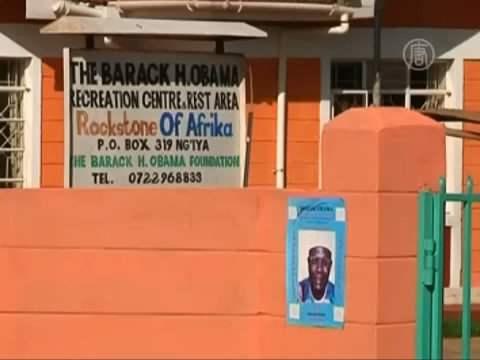 THE BARACK H. OBAMA
RECREATION CENTRE & REST AREA
Rockstone Of Afrika
P.O. BOX 319 NG'IYA
THE BARACK H. OBAMA FOUNDATION
TEL. 0722968833
唐